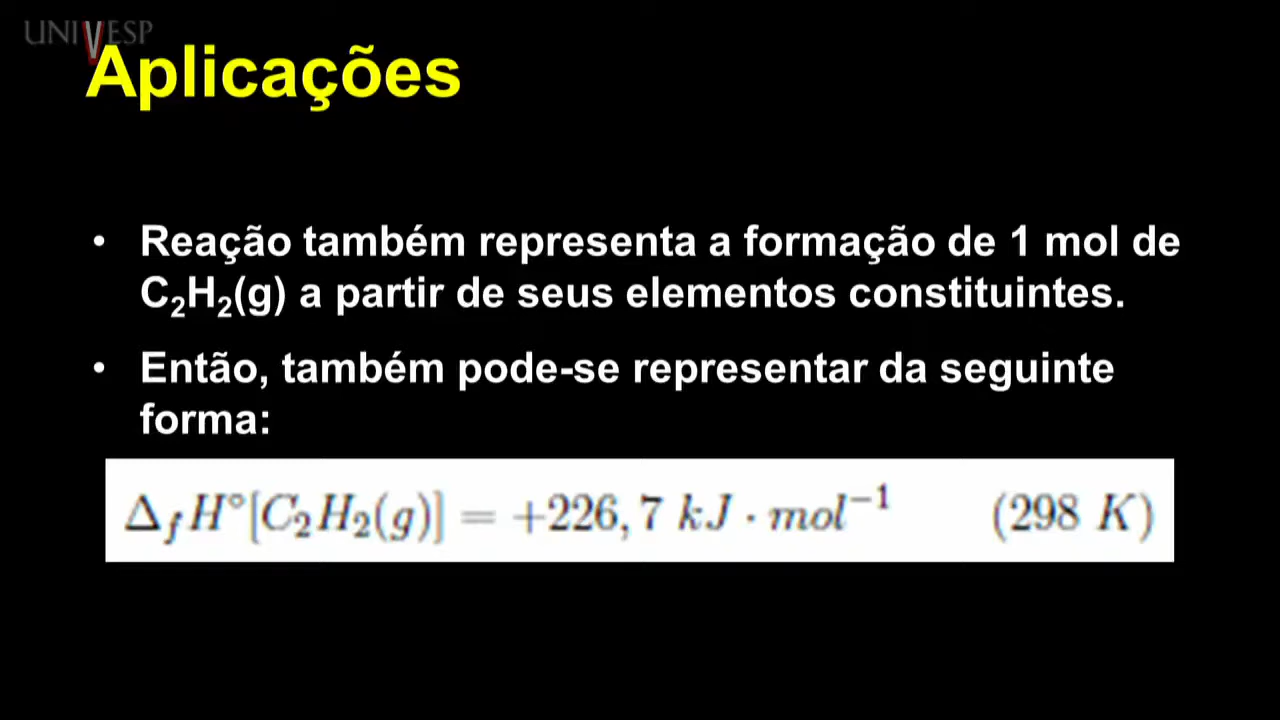 UNIVESP
Aplicações
• Reação também representa a formação de 1 mol de
C₂H₂(g) a partir de seus elementos constituintes.
• Então, também pode-se representar da seguinte
forma:
Δ_f H°[C₂H₂(g)] = +226,7 kJ · mol⁻¹ (298 K)